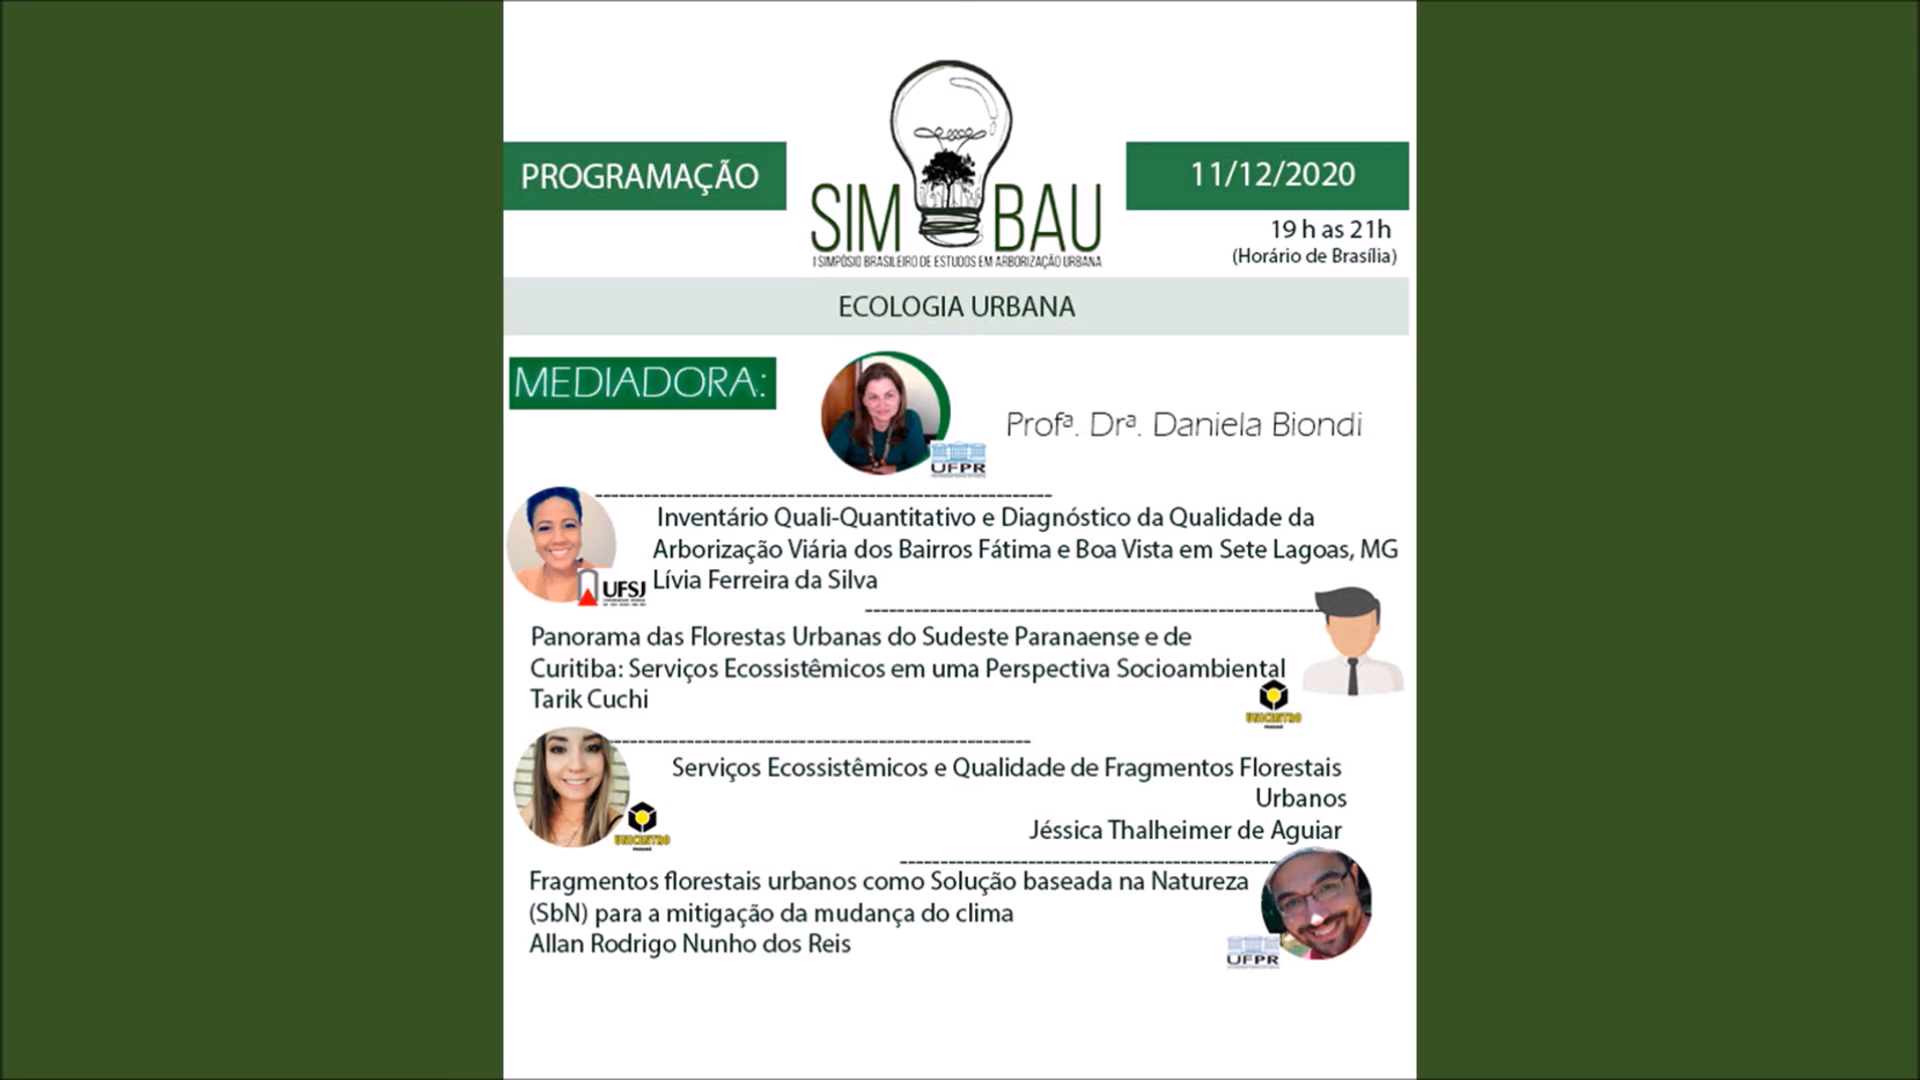 PROGRAMAÇÃO
SIMBAU
I SIMPÓSIO BRASILEIRO DE ESTUDOS EM ARBORIZAÇÃO URBANA
11/12/2020
19 h as 21h
(Horário de Brasília)
ECOLOGIA URBANA
MEDIADORA:
Profª. Drª. Daniela Biondi
UFPR
Inventário Quali-Quantitativo e Diagnóstico da Qualidade da
Arborização Viária dos Bairros Fátima e Boa Vista em Sete Lagoas, MG
Lívia Ferreira da Silva
UFSJ
Panorama das Florestas Urbanas do Sudeste Paranaense e de
Curitiba: Serviços Ecossistêmicos em uma Perspectiva Socioambiental
Tarik Cuchi
UNICENTRO
PARANÁ
Serviços Ecossistêmicos e Qualidade de Fragmentos Florestais
Urbanos
Jéssica Thalheimer de Aguiar
UNICENTRO
PARANÁ
Fragmentos florestais urbanos como Solução baseada na Natureza
(SbN) para a mitigação da mudança do clima
Allan Rodrigo Nunho dos Reis
UFPR